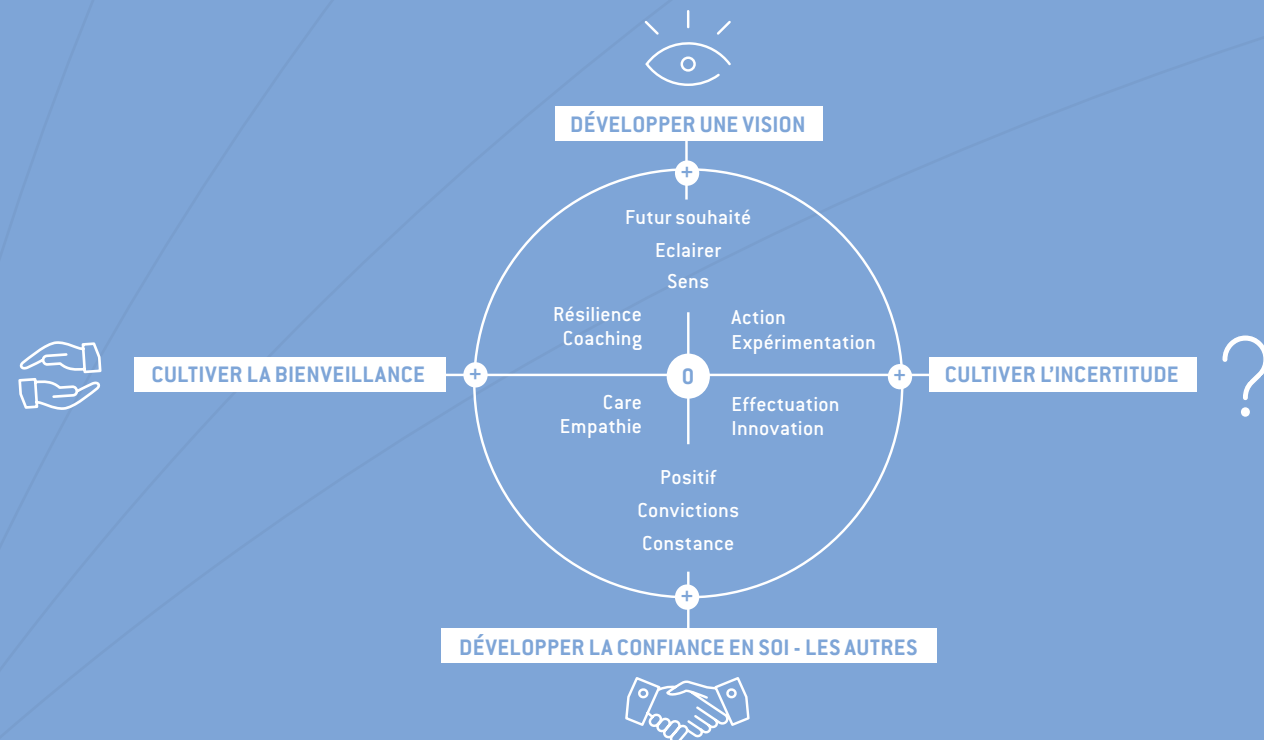 DÉVELOPPER UNE VISION
+
Futur souhaité
Eclairer
Sens
Résilience
Coaching
Action
Expérimentation
CULTIVER LA BIENVEILLANCE
+
0
+
CULTIVER L'INCERTITUDE
?
Care
Empathie
Effectuation
Innovation
Positif
Convictions
Constance
+
DÉVELOPPER LA CONFIANCE EN SOI - LES AUTRES